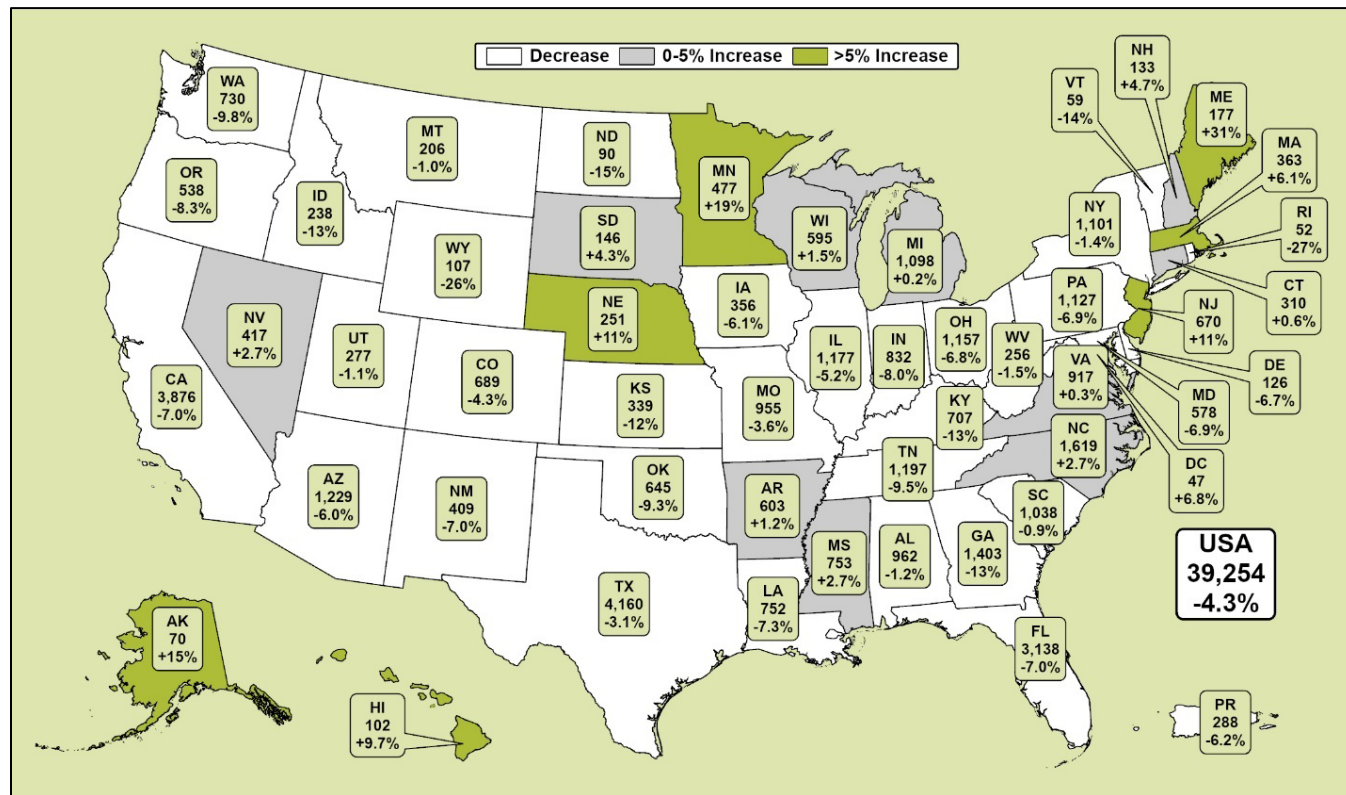 Decrease 0-5% Increase >5% Increase
WA
730
-9.8%
OR
538
-8.3%
ID
238
-13%
MT
206
-1.0%
ND
90
-15%
MN
477
+19%
SD
146
+4.3%
WY
107
-26%
WI
595
+1.5%
MI
1,098
+0.2%
NY
1,101
-1.4%
VT
59
-14%
NH
133
+4.7%
ME
177
+31%
MA
363
+6.1%
RI
52
-27%
CT
310
+0.6%
NJ
670
+11%
DE
126
-6.7%
MD
578
-6.9%
DC
47
+6.8%
PA
1,127
-6.9%
NV
417
+2.7%
CA
3,876
-7.0%
UT
277
-1.1%
CO
689
-4.3%
NE
251
+11%
IA
356
-6.1%
IL
1,177
-5.2%
IN
832
-8.0%
OH
1,157
-6.8%
WV
256
-1.5%
VA
917
+0.3%
KS
339
-12%
MO
955
-3.6%
KY
707
-13%
NC
1,619
+2.7%
TN
1,197
-9.5%
AZ
1,229
-6.0%
NM
409
-7.0%
OK
645
-9.3%
AR
603
+1.2%
SC
1,038
-0.9%
MS
753
+2.7%
AL
962
-1.2%
GA
1,403
-13%
TX
4,160
-3.1%
LA
752
-7.3%
FL
3,138
-7.0%
USA
39,254
-4.3%
AK
70
+15%
HI
102
+9.7%
PR
288
-6.2%